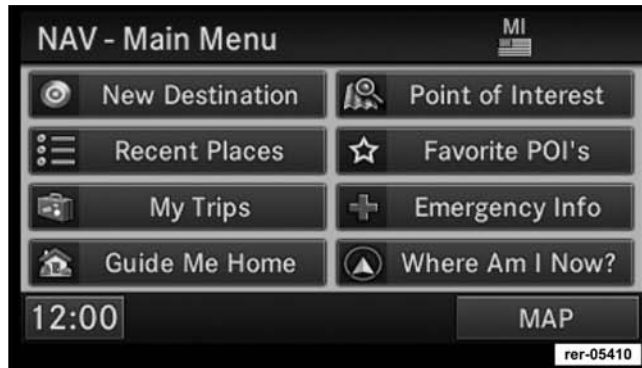 NAV - Main Menu
MI
New Destination
Point of Interest
Recent Places
Favorite POI's
My Trips
Emergency Info
Guide Me Home
Where Am I Now?
12:00
MAP
rer-05410